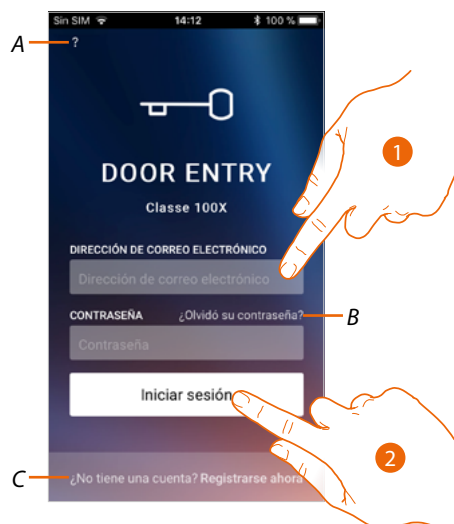 Sin SIM 14:12 100 %
A ?
DOOR ENTRY
Classe 100X
1
DIRECCIÓN DE CORREO ELECTRÓNICO
Dirección de correo electrónico
CONTRASEÑA ¿Olvidó su contraseña? B
Contraseña
Iniciar sesión
2
C ¿No tiene una cuenta? Registrarse ahora